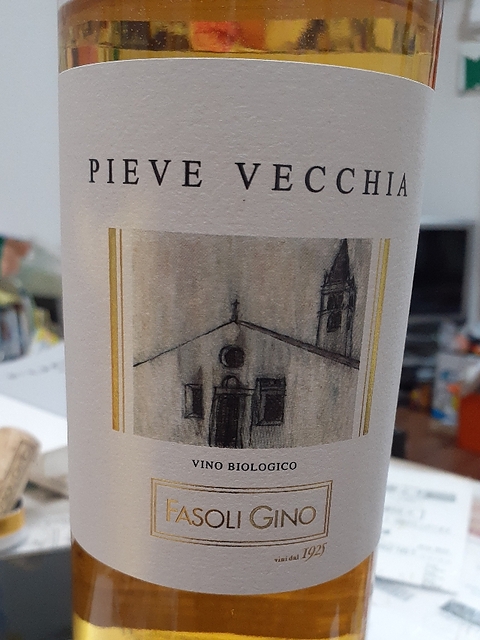 PIEVE VECCHIA
VINO BIOLOGICO
FASOLI GINO
vini dal 1925